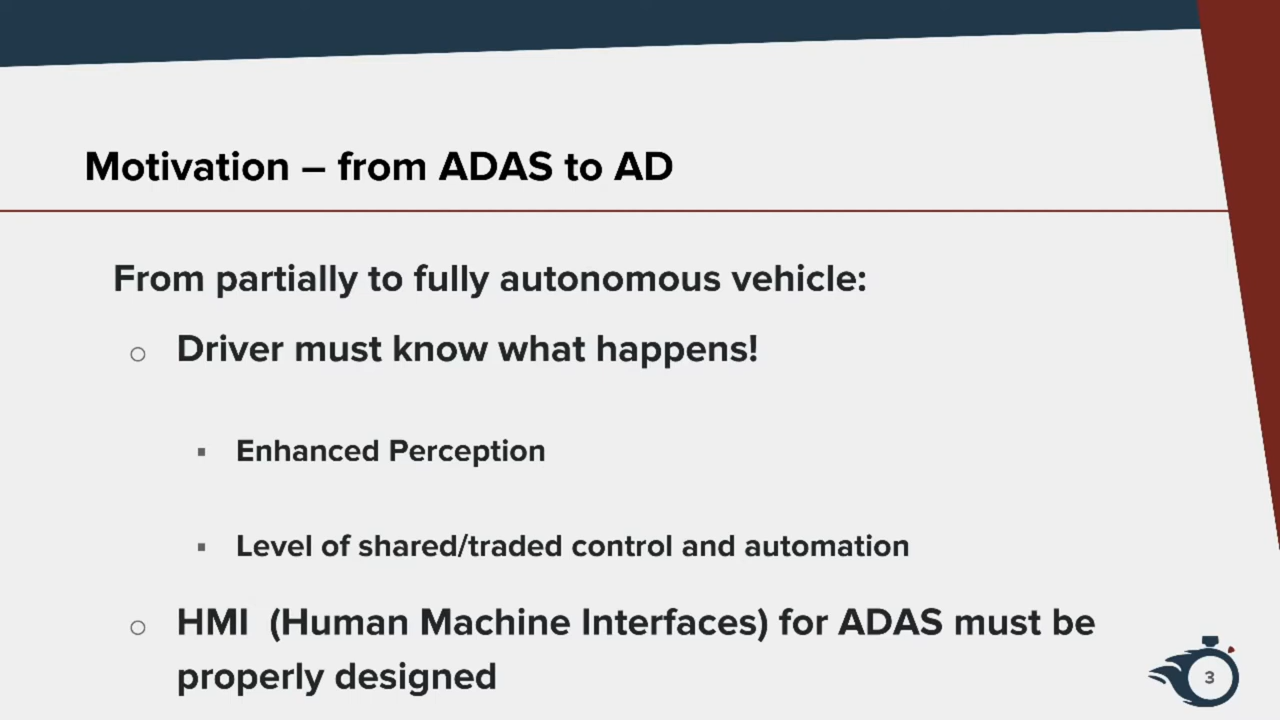 Motivation – from ADAS to AD
From partially to fully autonomous vehicle:
○ Driver must know what happens!
▪ Enhanced Perception
▪ Level of shared/traded control and automation
○ HMI (Human Machine Interfaces) for ADAS must be
properly designed
3